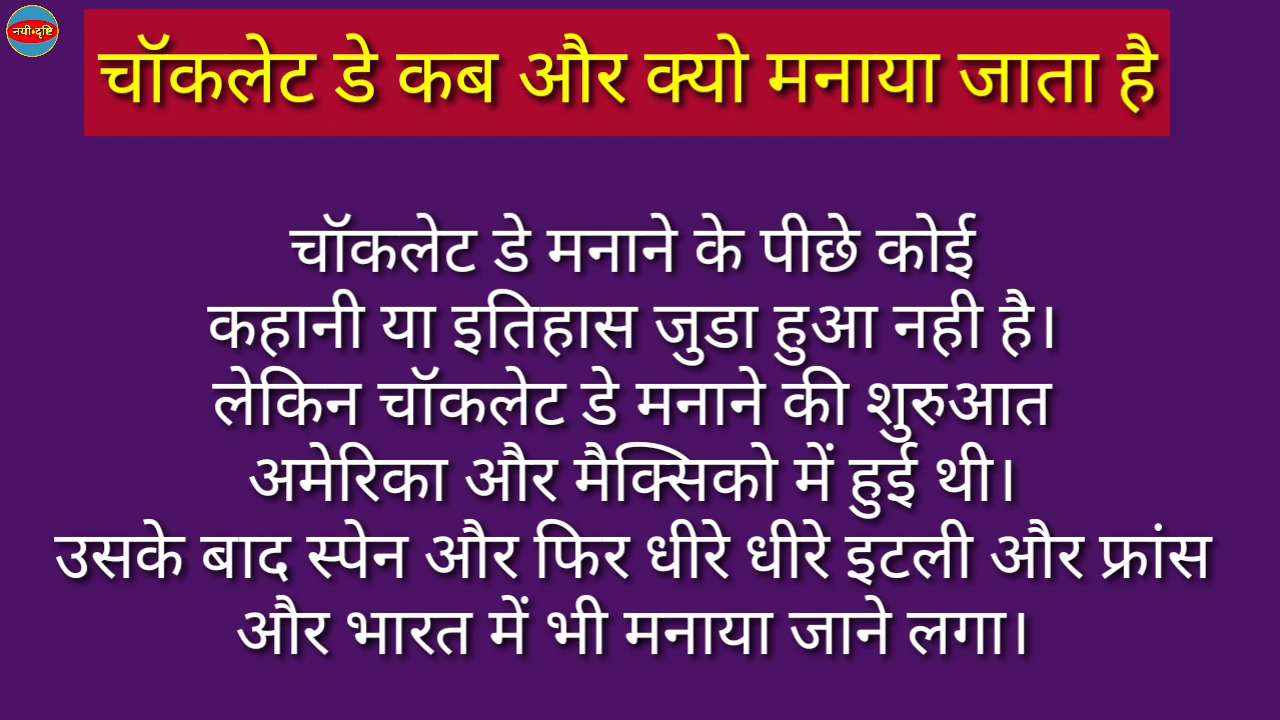 नयी दृष्टि
चॉकलेट डे कब और क्यो मनाया जाता है
चॉकलेट डे मनाने के पीछे कोई
कहानी या इतिहास जुडा हुआ नही है।
लेकिन चॉकलेट डे मनाने की शुरुआत
अमेरिका और मैक्सिको में हुई थी।
उसके बाद स्पेन और फिर धीरे धीरे इटली और फ्रांस
और भारत में भी मनाया जाने लगा।